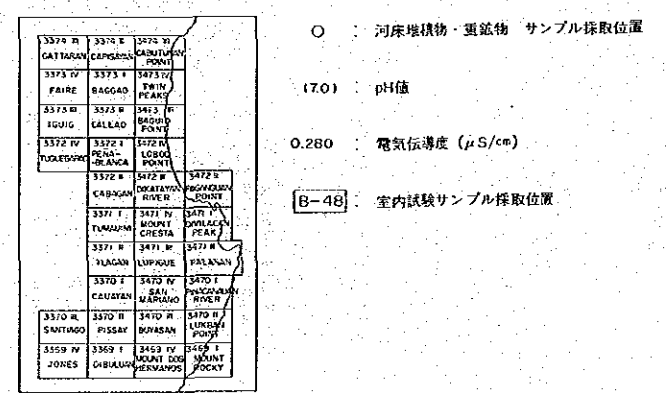 3374 III 3374 II 3474 III
GATTARAN CAPISAYAN CABUTUNAN POINT
3373 IV 3373 I 3473 IV
FAIRE BAGGAO TWIN PEAKS
3373 III 3373 II 3473 III
IGUIG CALLAO BAGUIO POINT
3372 IV 3372 I 3472 IV
TUGUEGARAO PEÑA-BLANCA LOBOD POINT
3372 II 3472 III 3472 II
CABAGAN DIKATAYAN RIVER POINT
3371 I 3471 IV 3471 I
TUMAUINI MOUNT CRESTA DIVILACAN PEAK
3371 II 3471 III 3471 II
ILAGAN LUPIGUE PALANAN
3370 I 3470 IV 3470 I
CAUAYAN SAN MARIANO PINACANAUAN RIVER
3370 III 3370 II 3470 III 3470 II
SANTIAGO PISSAY BUYASAN LUKBAN POINT
3369 IV 3369 I 3469 IV 3469 I
JONES DIBULUAN MOUNT DOS HERMANOS MOUNT ROCKY
○ : 河床堆積物・重鉱物 サンプル採取位置
(7.0) : pH値
0.280 : 電気伝導度 (μS/cm)
B-48 : 室内試験サンプル採取位置